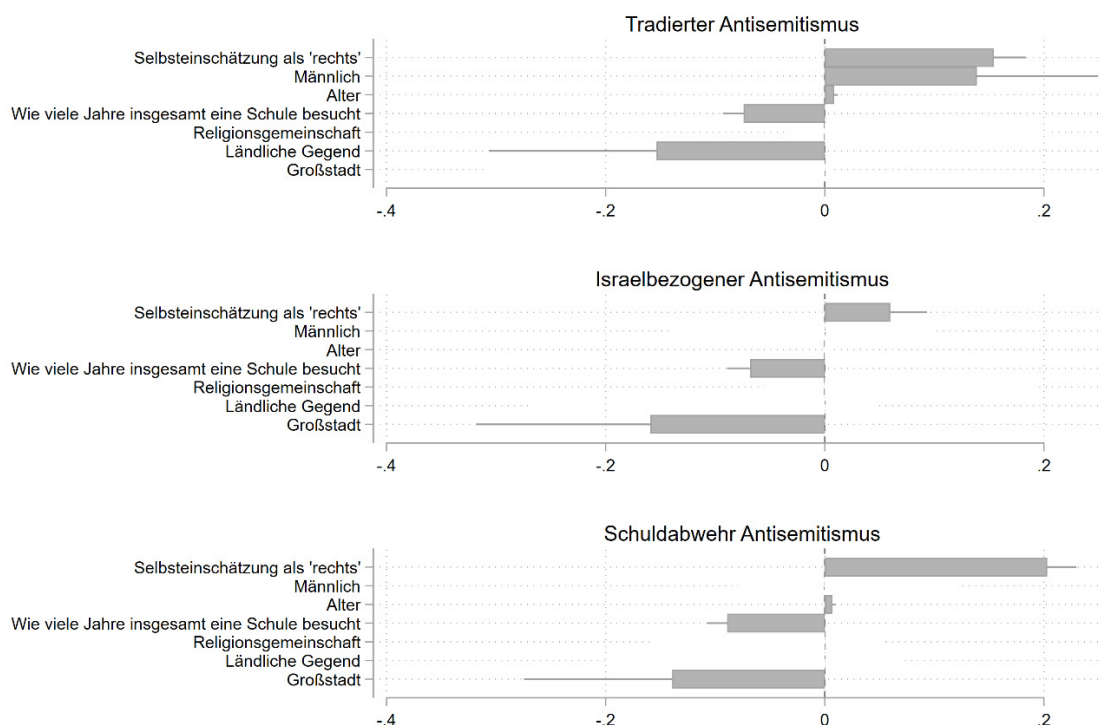 Tradierter Antisemitismus
Selbsteinschätzung als 'rechts'
Männlich
Alter
Wie viele Jahre insgesamt eine Schule besucht
Religionsgemeinschaft
Ländliche Gegend
Großstadt
-.4 -.2 0 .2
Israelbezogener Antisemitismus
Selbsteinschätzung als 'rechts'
Männlich
Alter
Wie viele Jahre insgesamt eine Schule besucht
Religionsgemeinschaft
Ländliche Gegend
Großstadt
-.4 -.2 0 .2
Schuldabwehr Antisemitismus
Selbsteinschätzung als 'rechts'
Männlich
Alter
Wie viele Jahre insgesamt eine Schule besucht
Religionsgemeinschaft
Ländliche Gegend
Großstadt
-.4 -.2 0 .2